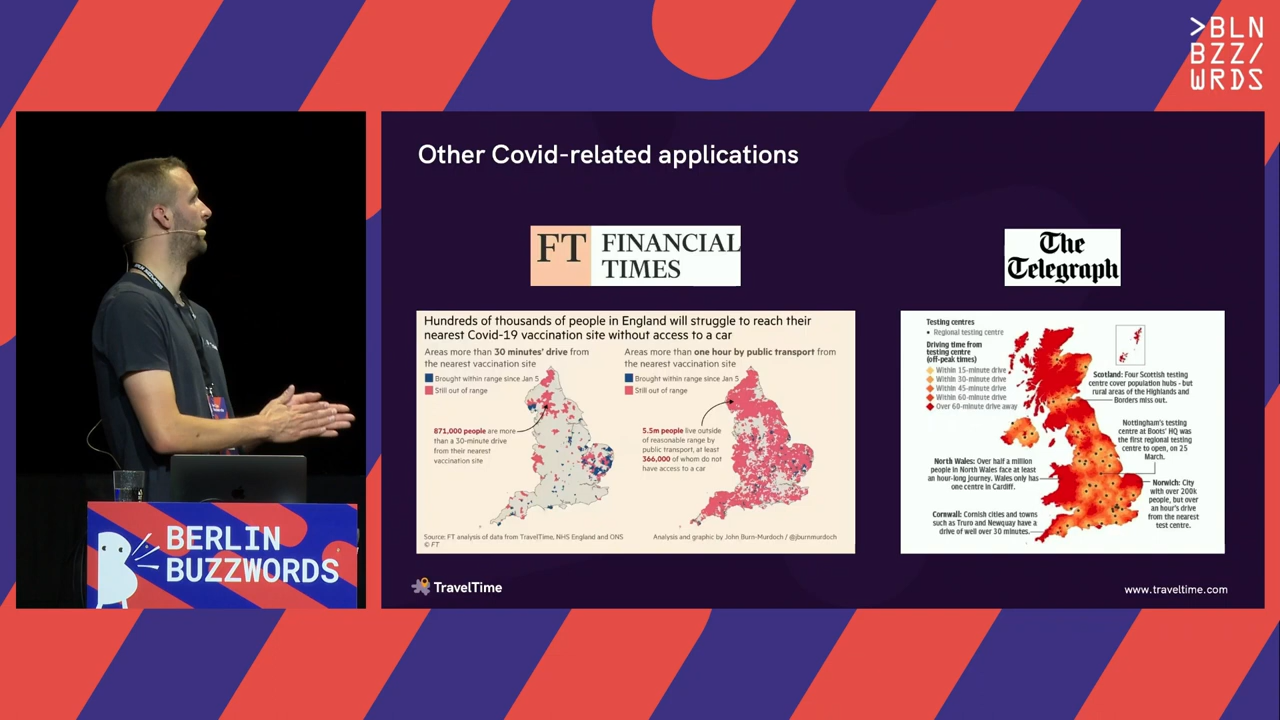 >BLN
BZZ/
WRDS
Other Covid-related applications
FT FINANCIAL
TIMES
The
Telegraph
Hundreds of thousands of people in England will struggle to reach their
nearest Covid-19 vaccination site without access to a car
Areas more than 30 minutes' drive from
the nearest vaccination site
Brought within range since Jan 5
Still out of range
871,000 people are more
than a 30-minute drive
from their nearest
vaccination site
Areas more than one hour by public transport from
the nearest vaccination site
Brought within range since Jan 5
Still out of range
5.5m people live outside
of reasonable range by
public transport, at least
366,000 of whom do not
have access to a car
Source: FT analysis of data from TravelTime, NHS England and ONS
© FT
Analysis and graphic by John Burn-Murdoch / @jburnmurdoch
Testing centres
Regional testing centre
Driving time from
testing centre
(off-peak times)
Within 15-minute drive
Within 30-minute drive
Within 45-minute drive
Within 60-minute drive
Over 60-minute drive away
Scotland: Four Scottish testing
centre cover population hubs - but
rural areas of the Highlands and
Borders miss out.
Nottingham's testing
centre at Boots' HQ was
the first regional testing
centre to open, on 25
March.
North Wales: Over half a million
people in North Wales face at least
an hour-long journey. Wales only has
one centre in Cardiff.
Norwich: City
with over 200k
people, but over
an hour's drive
from the nearest
test centre.
Cornwall: Cornish cities and towns
such as Truro and Newquay have a
drive of well over 30 minutes.
TravelTime
www.traveltime.com
BERLIN
BUZZWORDS